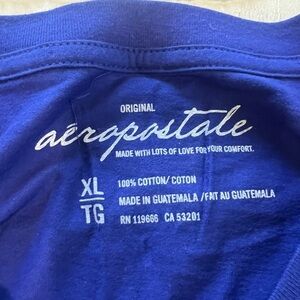 ORIGINAL
aéropostale
MADE WITH LOTS OF LOVE FOR YOUR COMFORT.
XL
TG
100% COTTON/ COTON
MADE IN GUATEMALA /FAIT AU GUATEMALA
RN 119666 CA 53201